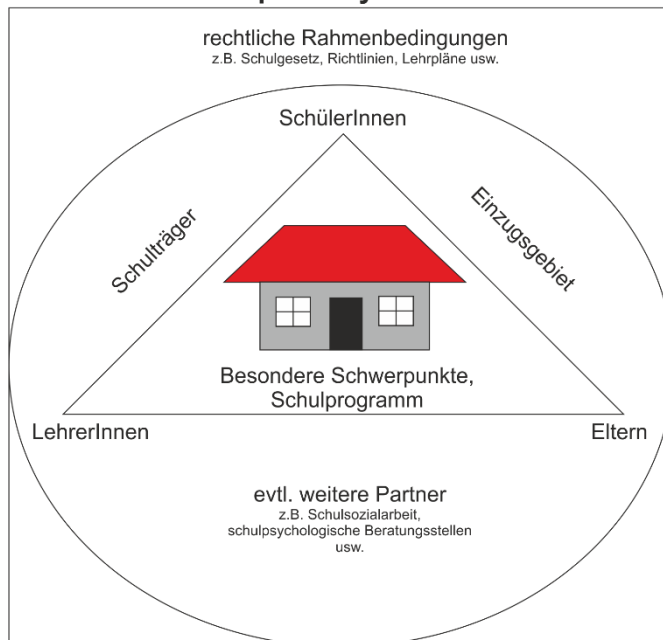 rechtliche Rahmenbedingungen
z.B. Schulgesetz, Richtlinien, Lehrpläne usw.
SchülerInnen
Schulträger
Einzugsgebiet
Besondere Schwerpunkte,
Schulprogramm
LehrerInnen
Eltern
evtl. weitere Partner
z.B. Schulsozialarbeit,
schulpsychologische Beratungsstellen
usw.